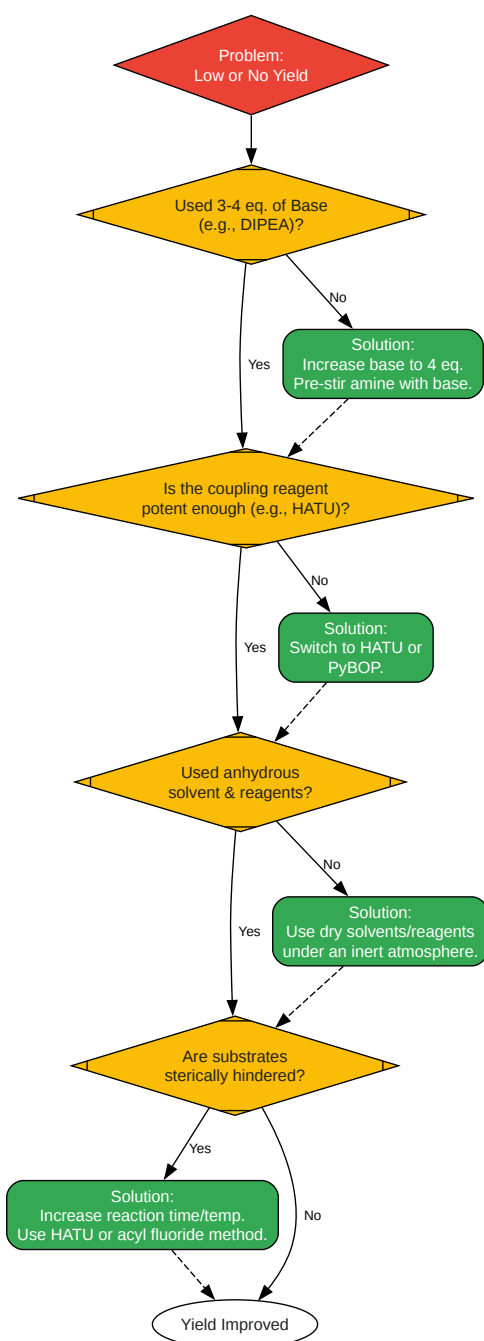 Problem:
Low or No Yield
Used 3-4 eq. of Base
(e.g., DIPEA)?
No
Solution:
Increase base to 4 eq.
Pre-stir amine with base.
Yes
Is the coupling reagent
potent enough (e.g., HATU)?
No
Solution:
Switch to HATU or
PyBOP.
Yes
Used anhydrous
solvent & reagents?
No
Solution:
Use dry solvents/reagents
under an inert atmosphere.
Yes
Are substrates
sterically hindered?
Yes
Solution:
Increase reaction time/temp.
Use HATU or acyl fluoride method.
No
Yield Improved